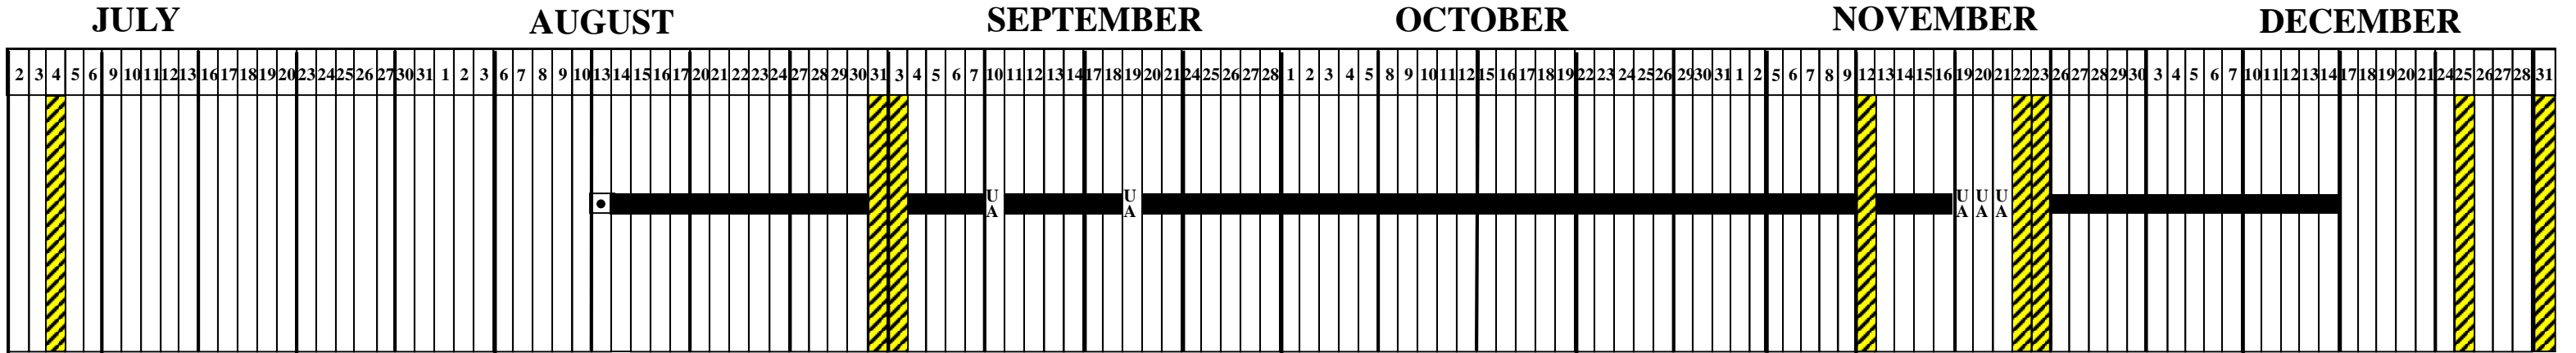 JULY AUGUST SEPTEMBER OCTOBER NOVEMBER DECEMBER
2 3 4 5 6 9 10 11 12 13 16 17 18 19 20 23 24 25 26 27 30 31 1 2 3 6 7 8 9 10 13 14 15 16 17 20 21 22 23 24 27 28 29 30 31 3 4 5 6 7 10 11 12 13 14 17 18 19 20 21 24 25 26 27 28 1 2 3 4 5 8 9 10 11 12 15 16 17 18 19 22 23 24 25 26 29 30 31 1 2 5 6 7 8 9 12 13 14 15 16 19 20 21 22 23 26 27 28 29 30 3 4 5 6 7 10 11 12 13 14 17 18 19 20 21 24 25 26 27 28 31
U U U U U
A A A A A